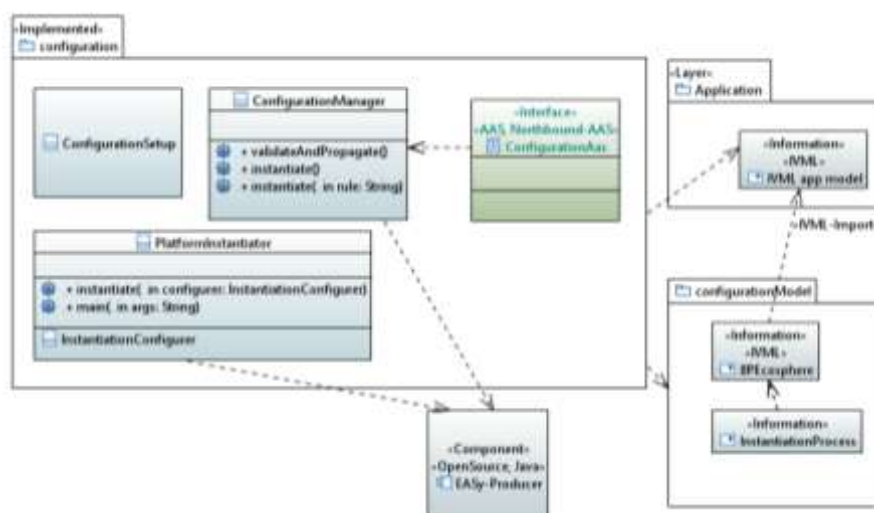 «Implemented»
configuration
ConfigurationSetup
ConfigurationManager
+ validateAndPropagate()
+ instantiate()
+ instantiate( in rule: String)
«Interface»
«AAS, Northbound-AAS»
ConfigurationAas
PlatformInstantiator
+ instantiate( in configurer: InstantiationConfigurer)
+ main( in args: String)
InstantiationConfigurer
«Component»
«OpenSource, Java»
EASy-Producer
«Layer»
Application
«Information»
«IVML»
IVML app model
«IVML-Import
configurationModel
«Information»
«IVML»
IIPEcosphere
«Information»
InstantiationProcess